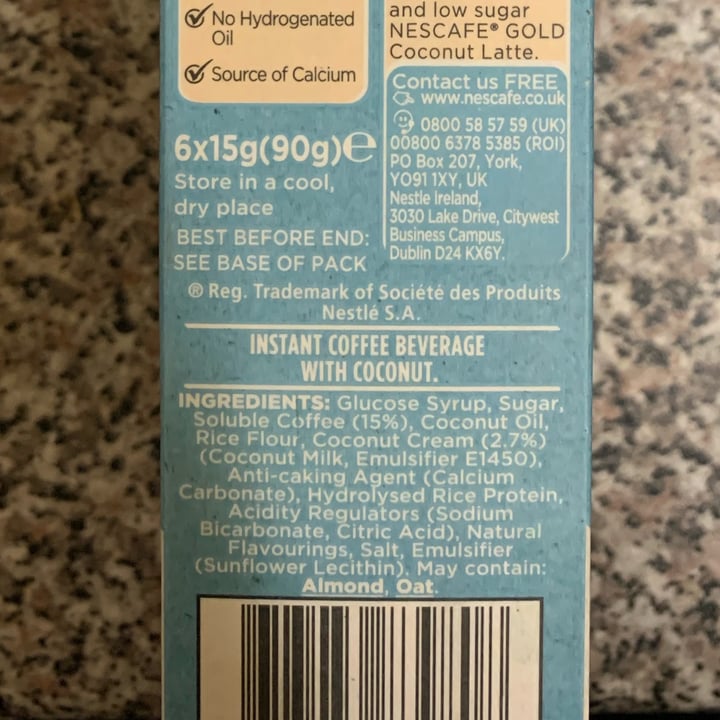 No Hydrogenated
Oil
Source of Calcium
and low sugar
NESCAFE® GOLD
Coconut Latte.
Contact us FREE
www.nescafe.co.uk
0800 58 57 59 (UK)
00800 6378 5385 (ROI)
PO Box 207, York,
YO91 1XY, UK
Nestle Ireland,
3030 Lake Drive, Citywest
Business Campus,
Dublin D24 KX6Y.
6x15g(90g)e
Store in a cool,
dry place
BEST BEFORE END:
SEE BASE OF PACK
® Reg. Trademark of Société des Produits
Nestlé S.A.
INSTANT COFFEE BEVERAGE
WITH COCONUT.
INGREDIENTS: Glucose Syrup, Sugar,
Soluble Coffee (15%), Coconut Oil,
Rice Flour, Coconut Cream (2.7%)
(Coconut Milk, Emulsifier E1450),
Anti-caking Agent (Calcium
Carbonate), Hydrolysed Rice Protein,
Acidity Regulators (Sodium
Bicarbonate, Citric Acid), Natural
Flavourings, Salt, Emulsifier
(Sunflower Lecithin). May contain:
Almond, Oat.